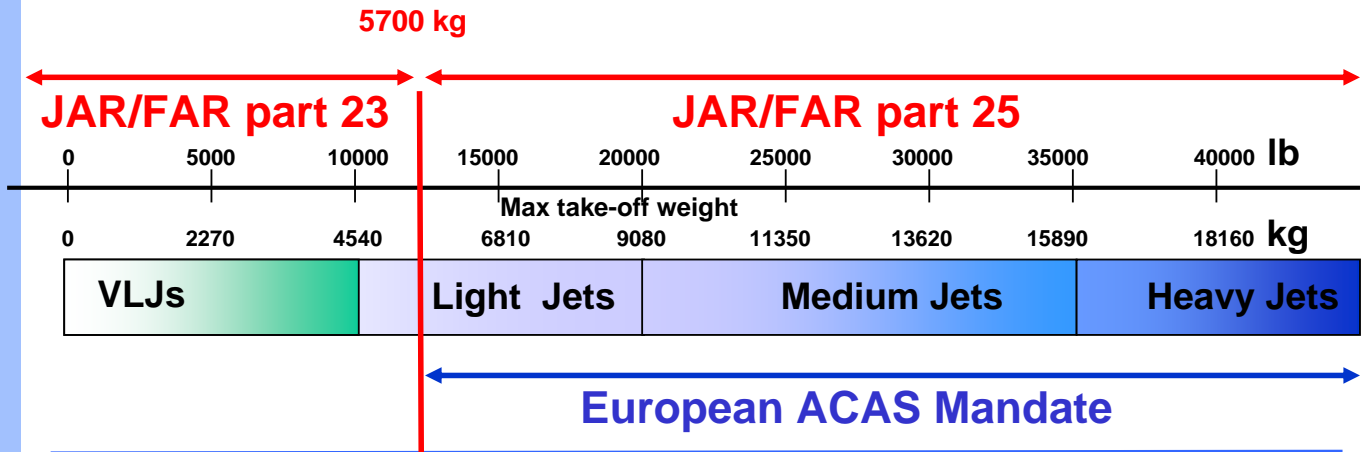 5700 kg
JAR/FAR part 23 JAR/FAR part 25
0 5000 10000 15000 20000 25000 30000 35000 40000 lb
Max take-off weight
0 2270 4540 6810 9080 11350 13620 15890 18160 kg
VLJs Light Jets Medium Jets Heavy Jets
European ACAS Mandate